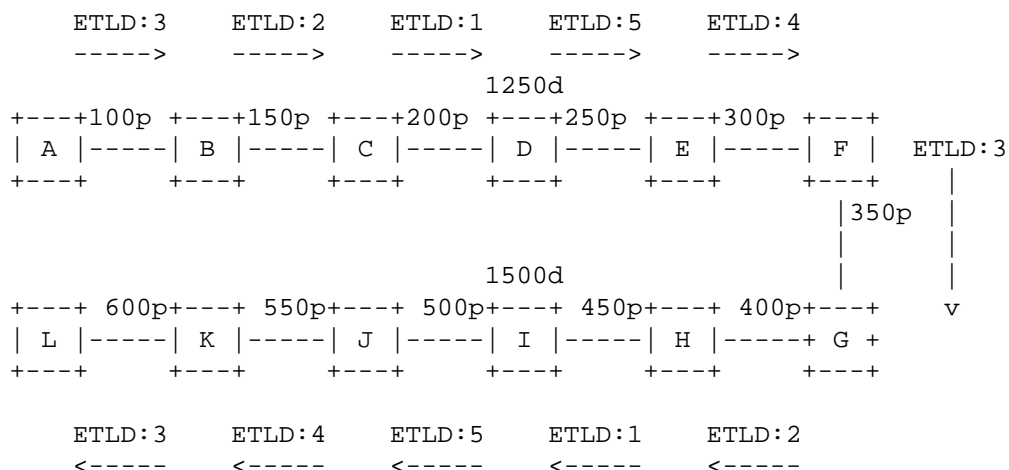 ETLD:3 ETLD:2 ETLD:1 ETLD:5 ETLD:4
-----> -----> -----> -----> ----->
1250d
+---+100p +---+150p +---+200p +---+250p +---+300p +---+
| A |-----| B |-----| C |-----| D |-----| E |-----| F | ETLD:3
+---+ +---+ +---+ +---+ +---+ +---+ |
|350p |
| |
1500d | |
+---+ 600p+---+ 550p+---+ 500p+---+ 450p+---+ 400p+---+ v
| L |-----| K |-----| J |-----| I |-----| H |-----+ G +
+---+ +---+ +---+ +---+ +---+ +---+
ETLD:3 ETLD:4 ETLD:5 ETLD:1 ETLD:2
<----- <----- <----- <----- <-----